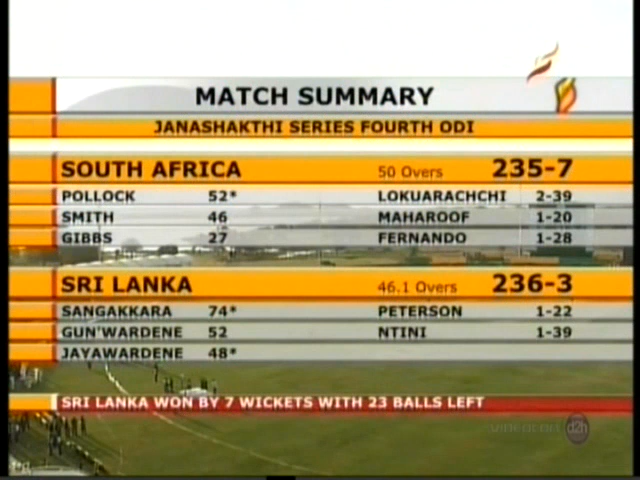 MATCH SUMMARY
JANASHAKTHI SERIES FOURTH ODI
SOUTH AFRICA 50 Overs 235-7
POLLOCK 52* LOKUARACHCHI 2-39
SMITH 46 MAHAROOF 1-20
GIBBS 27 FERNANDO 1-28
SRI LANKA 46.1 Overs 236-3
SANGAKKARA 74* PETERSON 1-22
GUN'WARDENE 52 NTINI 1-39
JAYAWARDENE 48*
SRI LANKA WON BY 7 WICKETS WITH 23 BALLS LEFT
VIDEOCON d2h